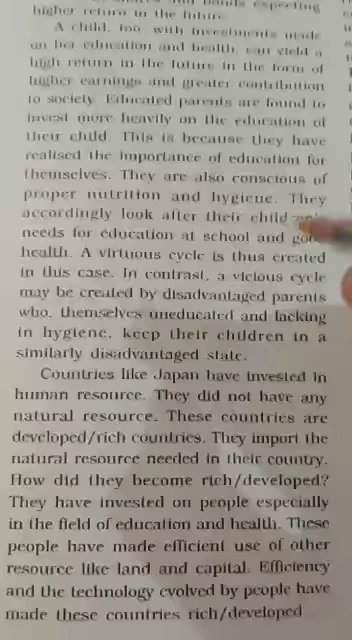 higher return in the future.
A child, too, with investments made
on her education and health, can yield a
high return in the future in the form of
higher earnings and greater contribution
to society. Educated parents are found to
invest more heavily on the education of
their child. This is because they have
realised the importance of education for
themselves. They are also conscious of
proper nutrition and hygiene. They
accordingly look after their child
needs for education at school and
health. A virtuous cycle is thus created
in this case. In contrast, a vicious cycle
may be created by disadvantaged parents
who, themselves uneducated and lacking
in hygiene, keep their children in a
similarly disadvantaged state.
Countries like Japan have invested in
human resource. They did not have any
natural resource. These countries are
developed/rich countries. They import the
natural resource needed in their country.
How did they become rich/developed?
They have invested on people especially
in the field of education and health. These
people have made efficient use of other
resource like land and capital. Efficiency
and the technology evolved by people have
made these countries rich/developed